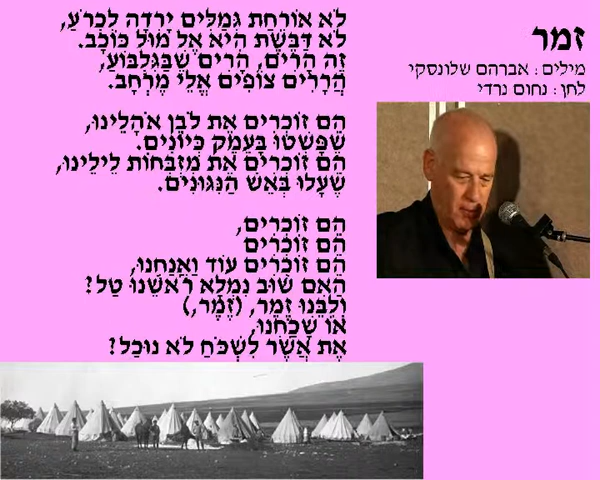 זמר
מילים : אברהם שלונסקי
לחן : נחום נרדי
לֹא אוֹרְחַת גְּמַלִּים יָרְדָה לִכְרֹעַ,
לֹא דַּבֶּשֶׁת הִיא אֶל מוּל כּוֹכָב.
זֶה הָרִים, הָרִים שֶׁבַּגִּלְבֹּעַ,
הֲרָרִים צוֹפִים אֱלֵי מֶרְחָב.
הֵם זוֹכְרִים אֶת לֹבֶן אֹהָלֵינוּ,
שֶׁפָּשְׁטוּ בָּעֵמֶק כְּיוֹנִים.
הֵם זוֹכְרִים אֶת מִזְבְּחוֹת לֵילֵינוּ,
שֶׁעָלוּ בְּאֵשׁ הַנִּגּוּנִים.
הֵם זוֹכְרִים,
הֵם זוֹכְרִים
הֵם זוֹכְרִים עוֹד וַאֲנַחְנוּ,
הַאִם שׁוּב נִמְלָא רֹאשֵׁנוּ טַל?
וְלִבֵּנוּ זֶמֶר, (זֶמֶר,)
אוֹ שָׁכַחְנוּ,
אֶת אֲשֶׁר לִשְׁכֹּחַ לֹא נוּכַל?